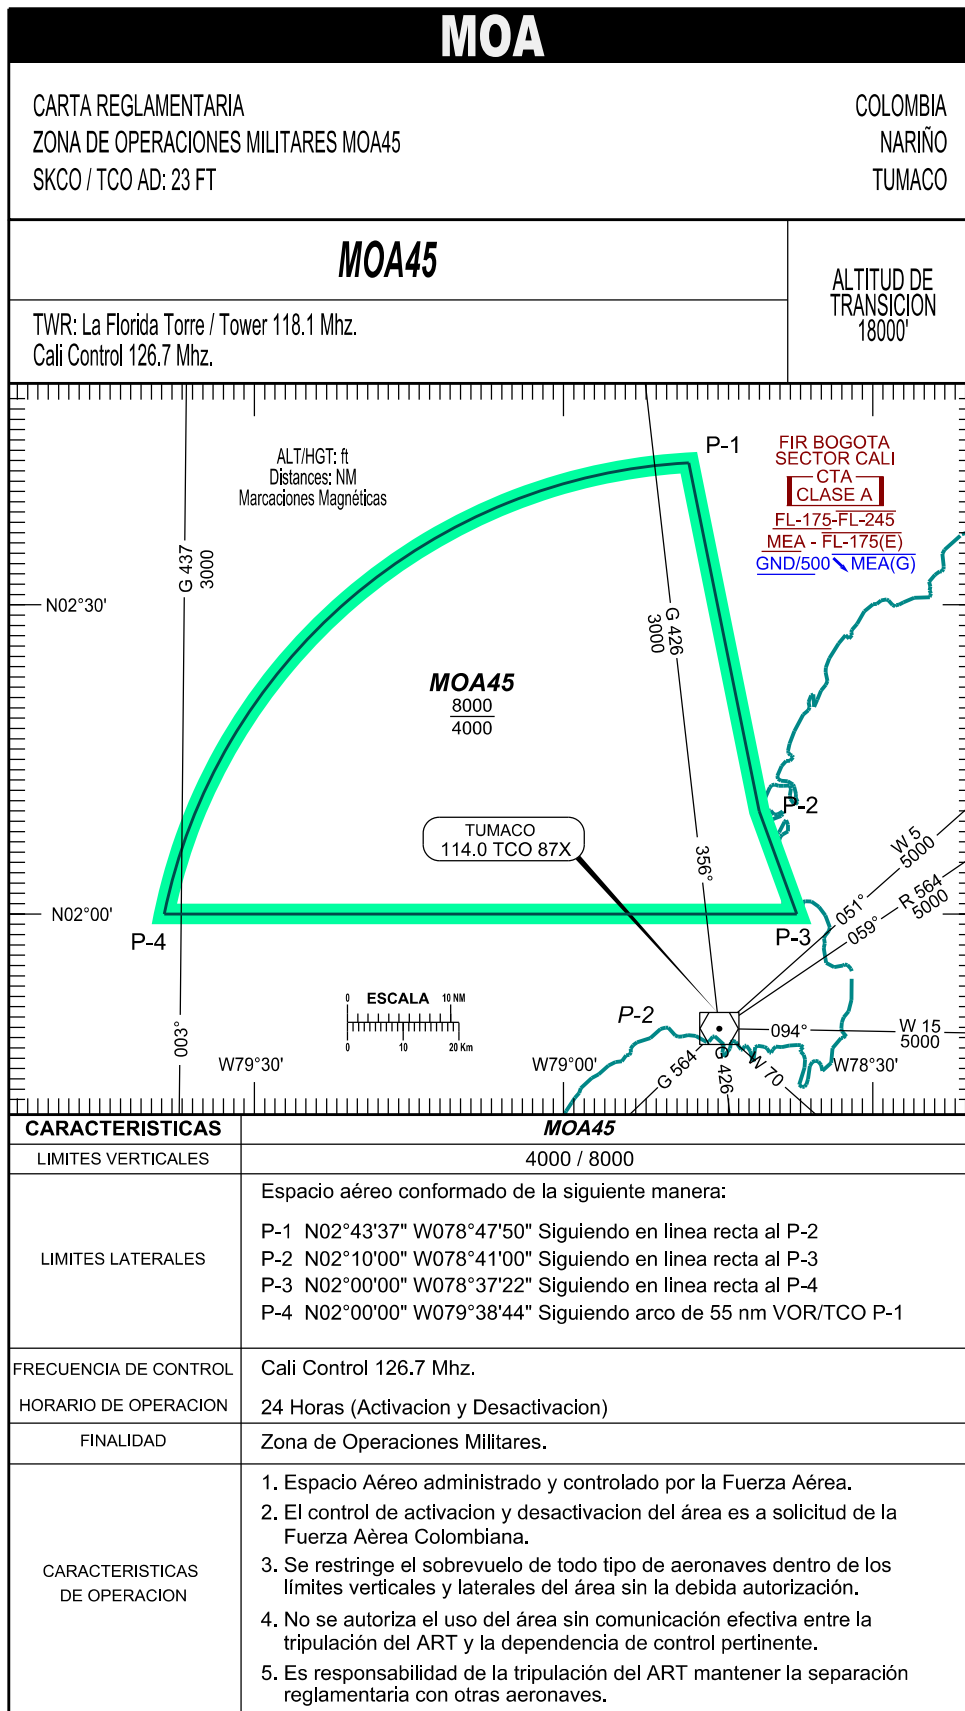 MOA
CARTA REGLAMENTARIA
ZONA DE OPERACIONES MILITARES MOA45
SKCO / TCO AD: 23 FT
COLOMBIA
NARIÑO
TUMACO
MOA45
TWR: La Florida Torre / Tower 118.1 Mhz.
Cali Control 126.7 Mhz.
ALTITUD DE
TRANSICION
18000'
ALT/HGT: ft
Distances: NM
Marcaciones Magnéticas
P-1
FIR BOGOTA
SECTOR CALI
CTA
CLASE A
FL-175-FL-245
MEA - FL-175(E)
GND/500 MEA(G)
G 437
3000
N02°30'
G 426
3000
MOA45
8000
4000
P-2
TUMACO
114.0 TCO 87X
356°
W 5
5000
R 564
5000
051°
059°
N02°00'
P-4
P-3
003°
0 ESCALA 10 NM
0 10 20 Km
P-2
094°
W 15
5000
W79°30'
W79°00'
G 564
G 426
W 70
W78°30'
CARACTERISTICAS
MOA45
LIMITES VERTICALES
4000 / 8000
LIMITES LATERALES
Espacio aéreo conformado de la siguiente manera:
P-1 N02°43'37" W078°47'50" Siguiendo en linea recta al P-2
P-2 N02°10'00" W078°41'00" Siguiendo en linea recta al P-3
P-3 N02°00'00" W078°37'22" Siguiendo en linea recta al P-4
P-4 N02°00'00" W079°38'44" Siguiendo arco de 55 nm VOR/TCO P-1
FRECUENCIA DE CONTROL
Cali Control 126.7 Mhz.
HORARIO DE OPERACION
24 Horas (Activacion y Desactivacion)
FINALIDAD
Zona de Operaciones Militares.
CARACTERISTICAS
DE OPERACION
1. Espacio Aéreo administrado y controlado por la Fuerza Aérea.
2. El control de activacion y desactivacion del área es a solicitud de la
Fuerza Aèrea Colombiana.
3. Se restringe el sobrevuelo de todo tipo de aeronaves dentro de los
límites verticales y laterales del área sin la debida autorización.
4. No se autoriza el uso del área sin comunicación efectiva entre la
tripulación del ART y la dependencia de control pertinente.
5. Es responsabilidad de la tripulación del ART mantener la separación
reglamentaria con otras aeronaves.